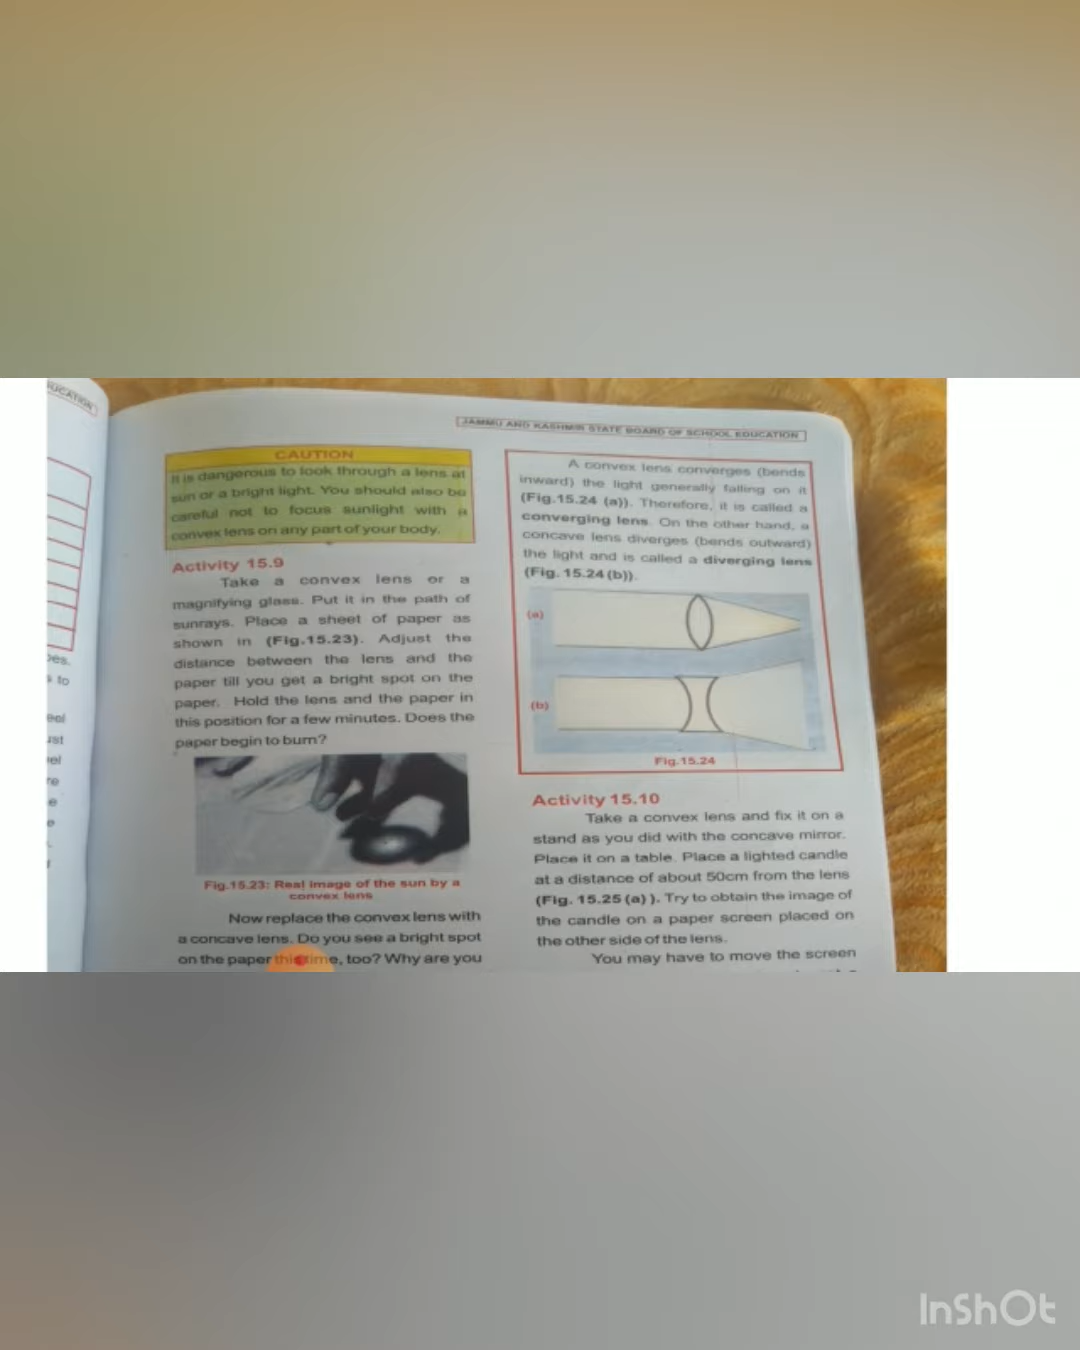 UCATION
JAMMU AND KASHMIR STATE BOARD OF SCHOOL EDUCATION
CAUTION
It is dangerous to look through a lens at
sun or a bright light. You should also be
careful not to focus sunlight with a
convex lens on any part of your body.
Activity 15.9
Take a convex lens or a
magnifying glass. Put it in the path of
sunrays. Place a sheet of paper as
shown in (Fig.15.23). Adjust the
distance between the lens and the
paper till you get a bright spot on the
paper. Hold the lens and the paper in
this position for a few minutes. Does the
paper begin to burn?
Fig.15.23: Real image of the sun by a
convex lens
Now replace the convex lens with
a concave lens. Do you see a bright spot
on the paper this time, too? Why are you
A convex lens converges (bends
inward) the light generally falling on it
(Fig.15.24 (a)). Therefore, it is called a
converging lens. On the other hand, a
concave lens diverges (bends outward)
the light and is called a diverging lens
(Fig. 15.24 (b)).
(a)
(b)
Fig.15.24
Activity 15.10
Take a convex lens and fix it on a
stand as you did with the concave mirror.
Place it on a table. Place a lighted candle
at a distance of about 50cm from the lens
(Fig. 15.25 (a) ). Try to obtain the image of
the candle on a paper screen placed on
the other side of the lens.
You may have to move the screen
InShOt